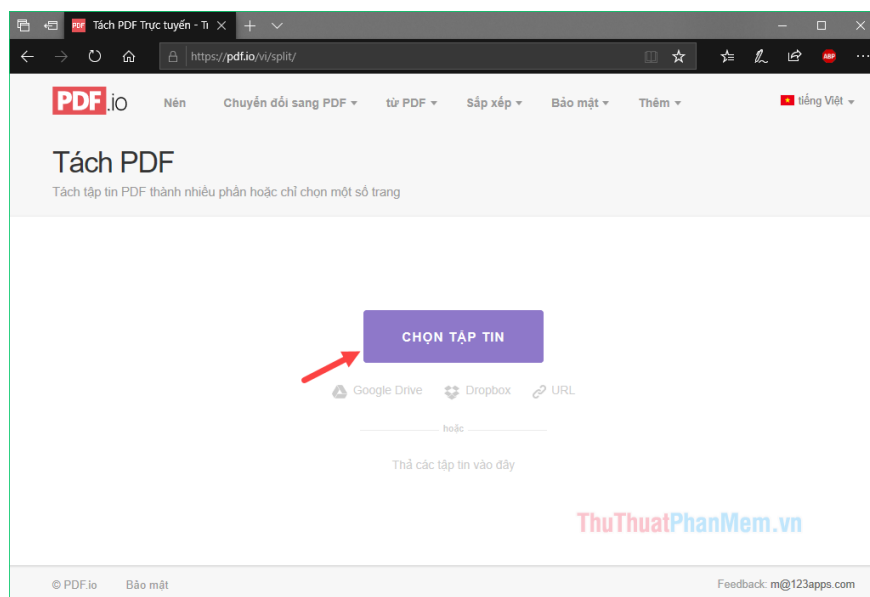 PDF Tách PDF Trực tuyến - Tr
https://pdf.io/vi/split/
ABP
PDF.io Nén Chuyển đổi sang PDF từ PDF Sắp xếp Bảo mật Thêm tiếng Việt
Tách PDF
Tách tập tin PDF thành nhiều phần hoặc chỉ chọn một số trang
CHỌN TẬP TIN
Google Drive Dropbox URL
hoặc
Thả các tập tin vào đây
ThuThuatPhanMem.vn
© PDF.io Bảo mật Feedback: m@123apps.com